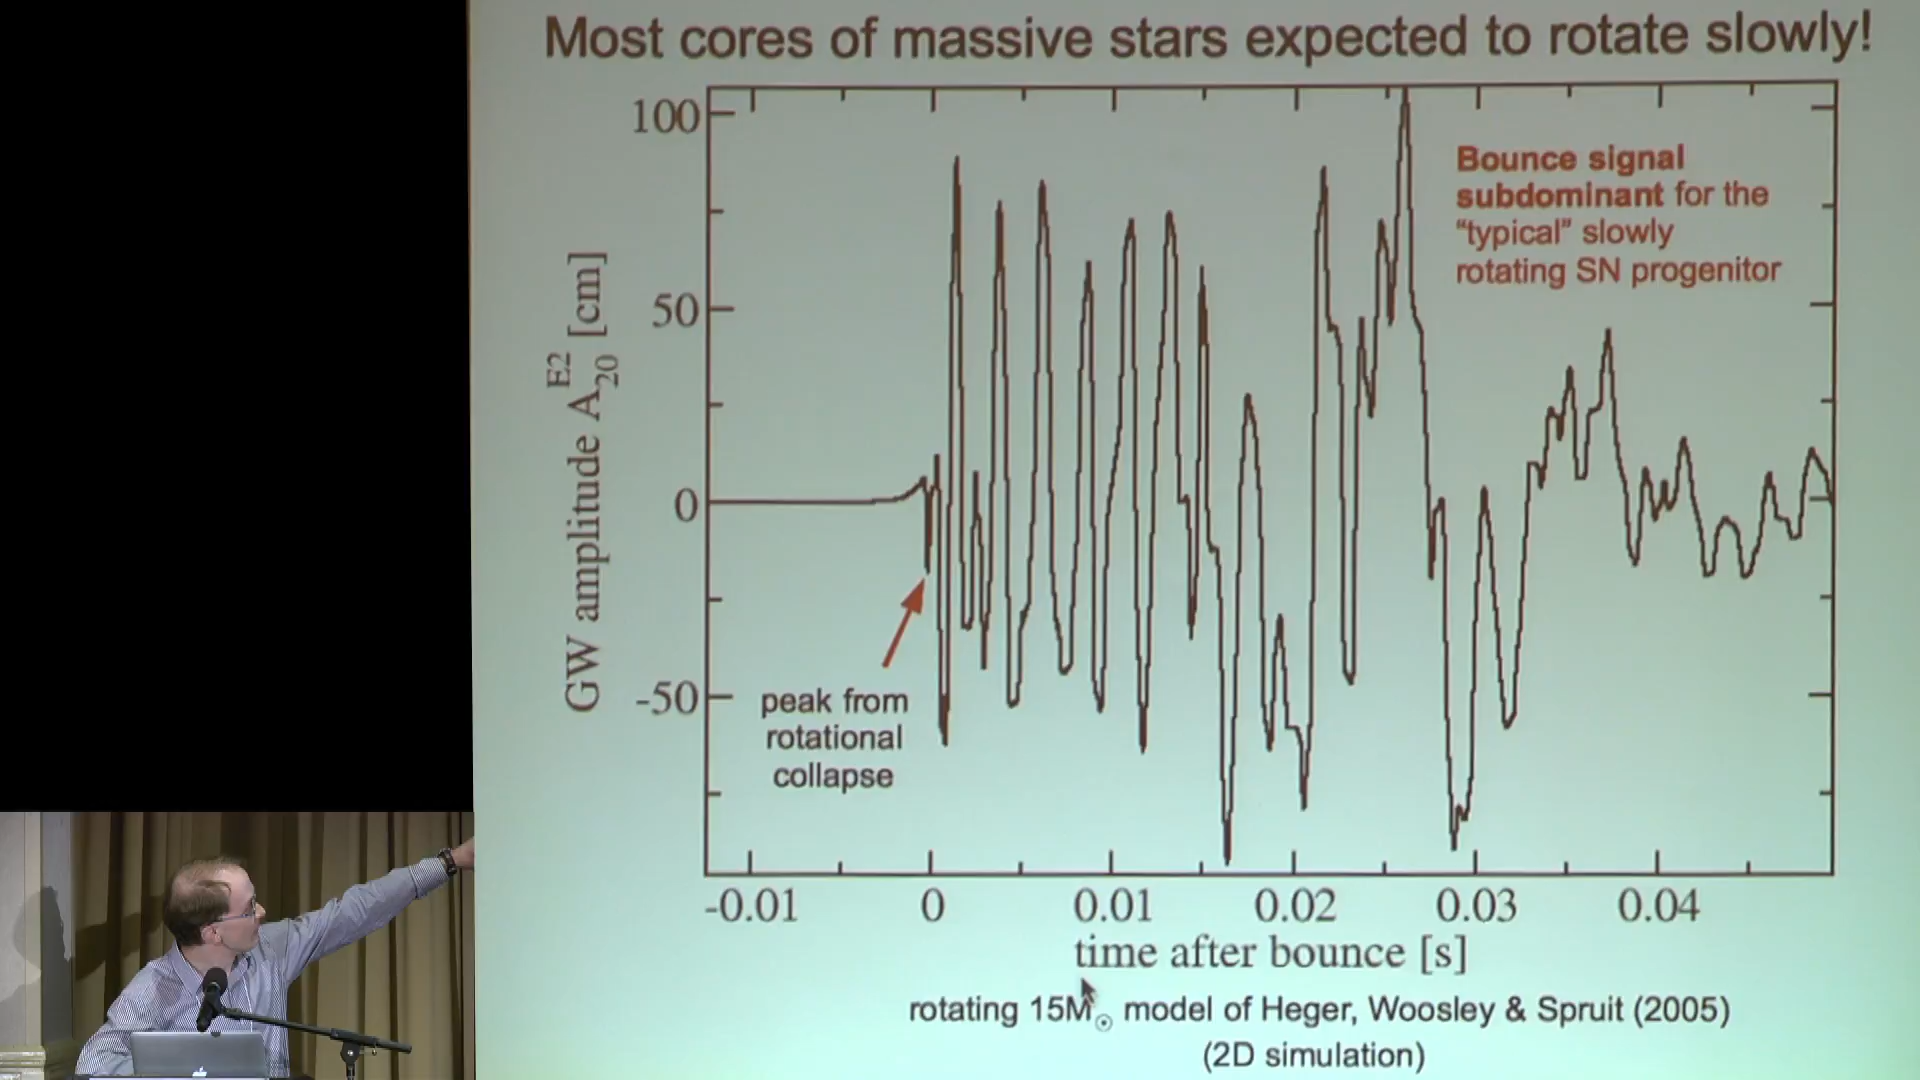 Most cores of massive stars expected to rotate slowly!
100
50
0
-50
GW amplitude A^{E2}_{20} [cm]
Bounce signal
subdominant for the
“typical” slowly
rotating SN progenitor
peak from
rotational
collapse
-0.01 0 0.01 0.02 0.03 0.04
time after bounce [s]
rotating 15M☉ model of Heger, Woosley & Spruit (2005)
(2D simulation)